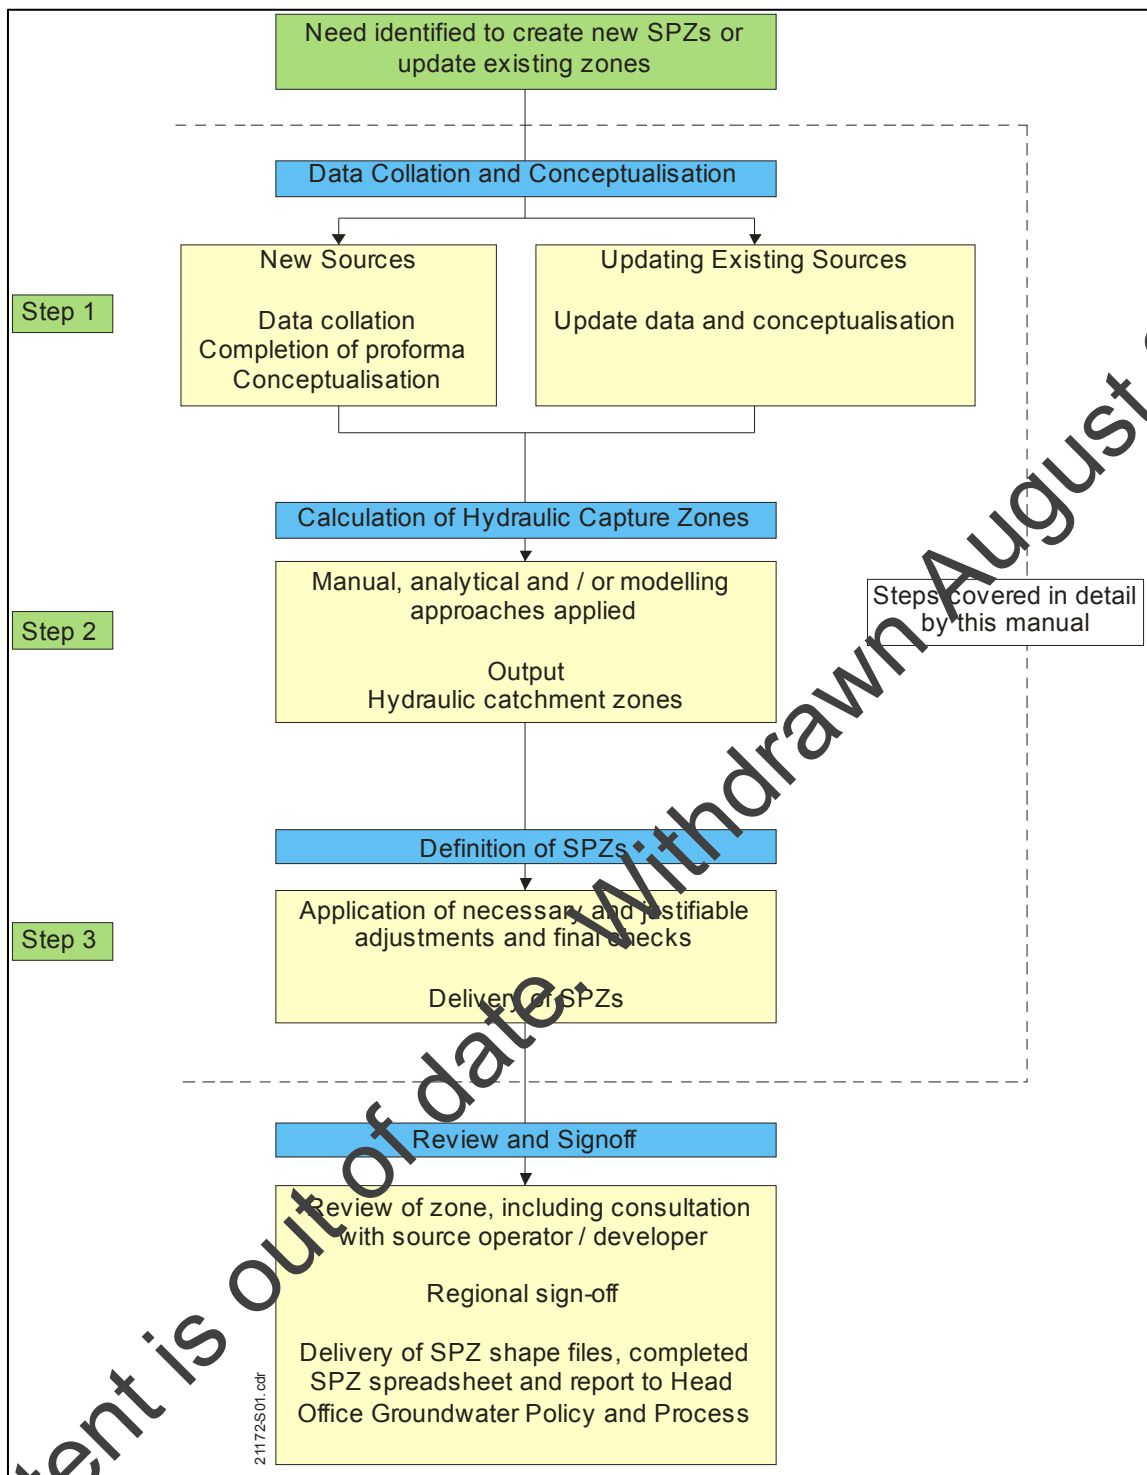 Need identified to create new SPZs or
update existing zones
Data Collation and Conceptualisation
New Sources
Data collation
Completion of proforma
Conceptualisation
Updating Existing Sources
Update data and conceptualisation
Step 1
Calculation of Hydraulic Capture Zones
Manual, analytical and / or modelling
approaches applied
Output
Hydraulic catchment zones
Step 2
Steps covered in detail
by this manual
Definition of SPZs
Application of necessary and justifiable
adjustments and final checks
Delivery of SPZs
Step 3
Review and Signoff
Review of zone, including consultation
with source operator / developer
Regional sign-off
Delivery of SPZ shape files, completed
SPZ spreadsheet and report to Head
Office Groundwater Policy and Process
21172-S01.cdr
tent is out of date. Withdrawn August